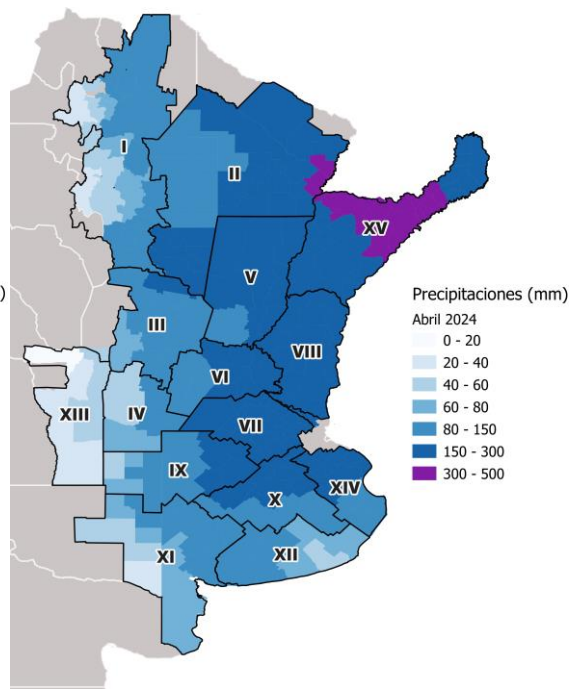 I
II
XV
)
V
Precipitaciones (mm)
Abril 2024
0 - 20
20 - 40
40 - 60
60 - 80
80 - 150
150 - 300
300 - 500
III
VIII
VI
XIII
IV
VII
IX
XIV
X
XI
XII